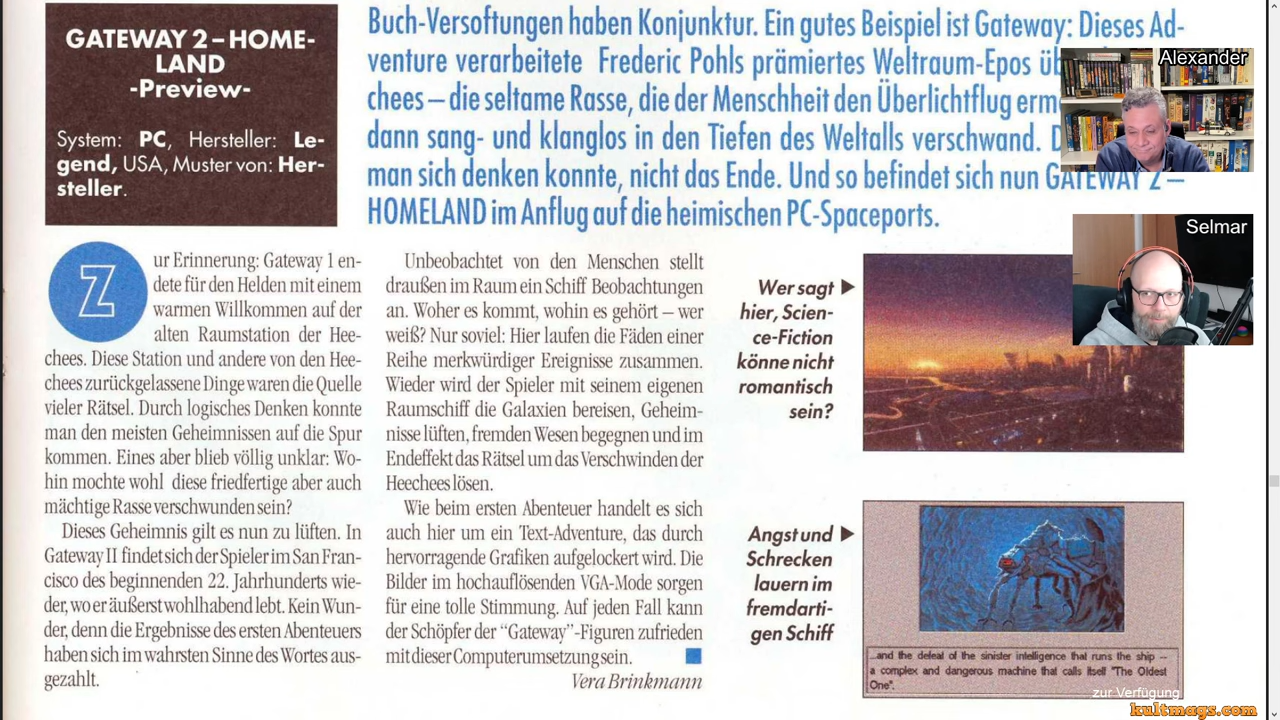 GATEWAY 2 – HOME-
LAND
-Preview-
System: PC, Hersteller: Le-
gend, USA, Muster von: Her-
steller.
Buch-Versoftungen haben Konjunktur. Ein gutes Beispiel ist Gateway: Dieses Ad-
venture verarbeitete Frederic Pohls prämiertes Weltraum-Epos
chees – die seltame Rasse, die der Menschheit den Überlichtflug
dann sang- und klanglos in den Tiefen des Weltalls verschwand.
man sich denken konnte, nicht das Ende. Und so befindet sich nun GATEWAY 2 –
HOMELAND im Anflug auf die heimischen PC-Spaceports.
Zur Erinnerung: Gateway 1 en-
dete für den Helden mit einem
warmen Willkommen auf der
alten Raumstation der Hee-
chees. Diese Station und andere von den Hee-
chees zurückgelassene Dinge waren die Quelle
vieler Rätsel. Durch logisches Denken konnte
man den meisten Geheimnissen auf die Spur
kommen. Eines aber blieb völlig unklar: Wo-
hin mochte wohl diese friedfertige aber auch
mächtige Rasse verschwunden sein?
Dieses Geheimnis gilt es nun zu lüften. In
Gateway II findet sich der Spieler im San Fran-
cisco des beginnenden 22. Jahrhunderts wie-
der, wo er äußerst wohlhabend lebt. Kein Wun-
der, denn die Ergebnisse des ersten Abenteuers
haben sich im wahrsten Sinne des Wortes aus-
gezahlt.
Unbeobachtet von den Menschen stellt
draußen im Raum ein Schiff Beobachtungen
an. Woher es kommt, wohin es gehört – wer
weiß? Nur soviel: Hier laufen die Fäden einer
Reihe merkwürdiger Ereignisse zusammen.
Wieder wird der Spieler mit seinem eigenen
Raumschiff die Galaxien bereisen, Geheim-
nisse lüften, fremden Wesen begegnen und im
Endeffekt das Rätsel um das Verschwinden der
Heechees lösen.
Wie beim ersten Abenteuer handelt es sich
auch hier um ein Text-Adventure, das durch
hervorragende Grafiken aufgelockert wird. Die
Bilder im hochauflösenden VGA-Mode sorgen
für eine tolle Stimmung. Auf jeden Fall kann
der Schöpfer der "Gateway"-Figuren zufrieden
mit dieser Computerumsetzung sein.
Vera Brinkmann
Wer sagt
hier, Scien-
ce-Fiction
könne nicht
romantisch
sein?
Angst und
Schrecken
lauern im
fremdarti-
gen Schiff
...and the defeat of the sinister intelligence that runs the ship --
a complex and dangerous machine that calls itself "The Oldest
One".
Alexander
Selmar
zur Verfügung
kultmags.com